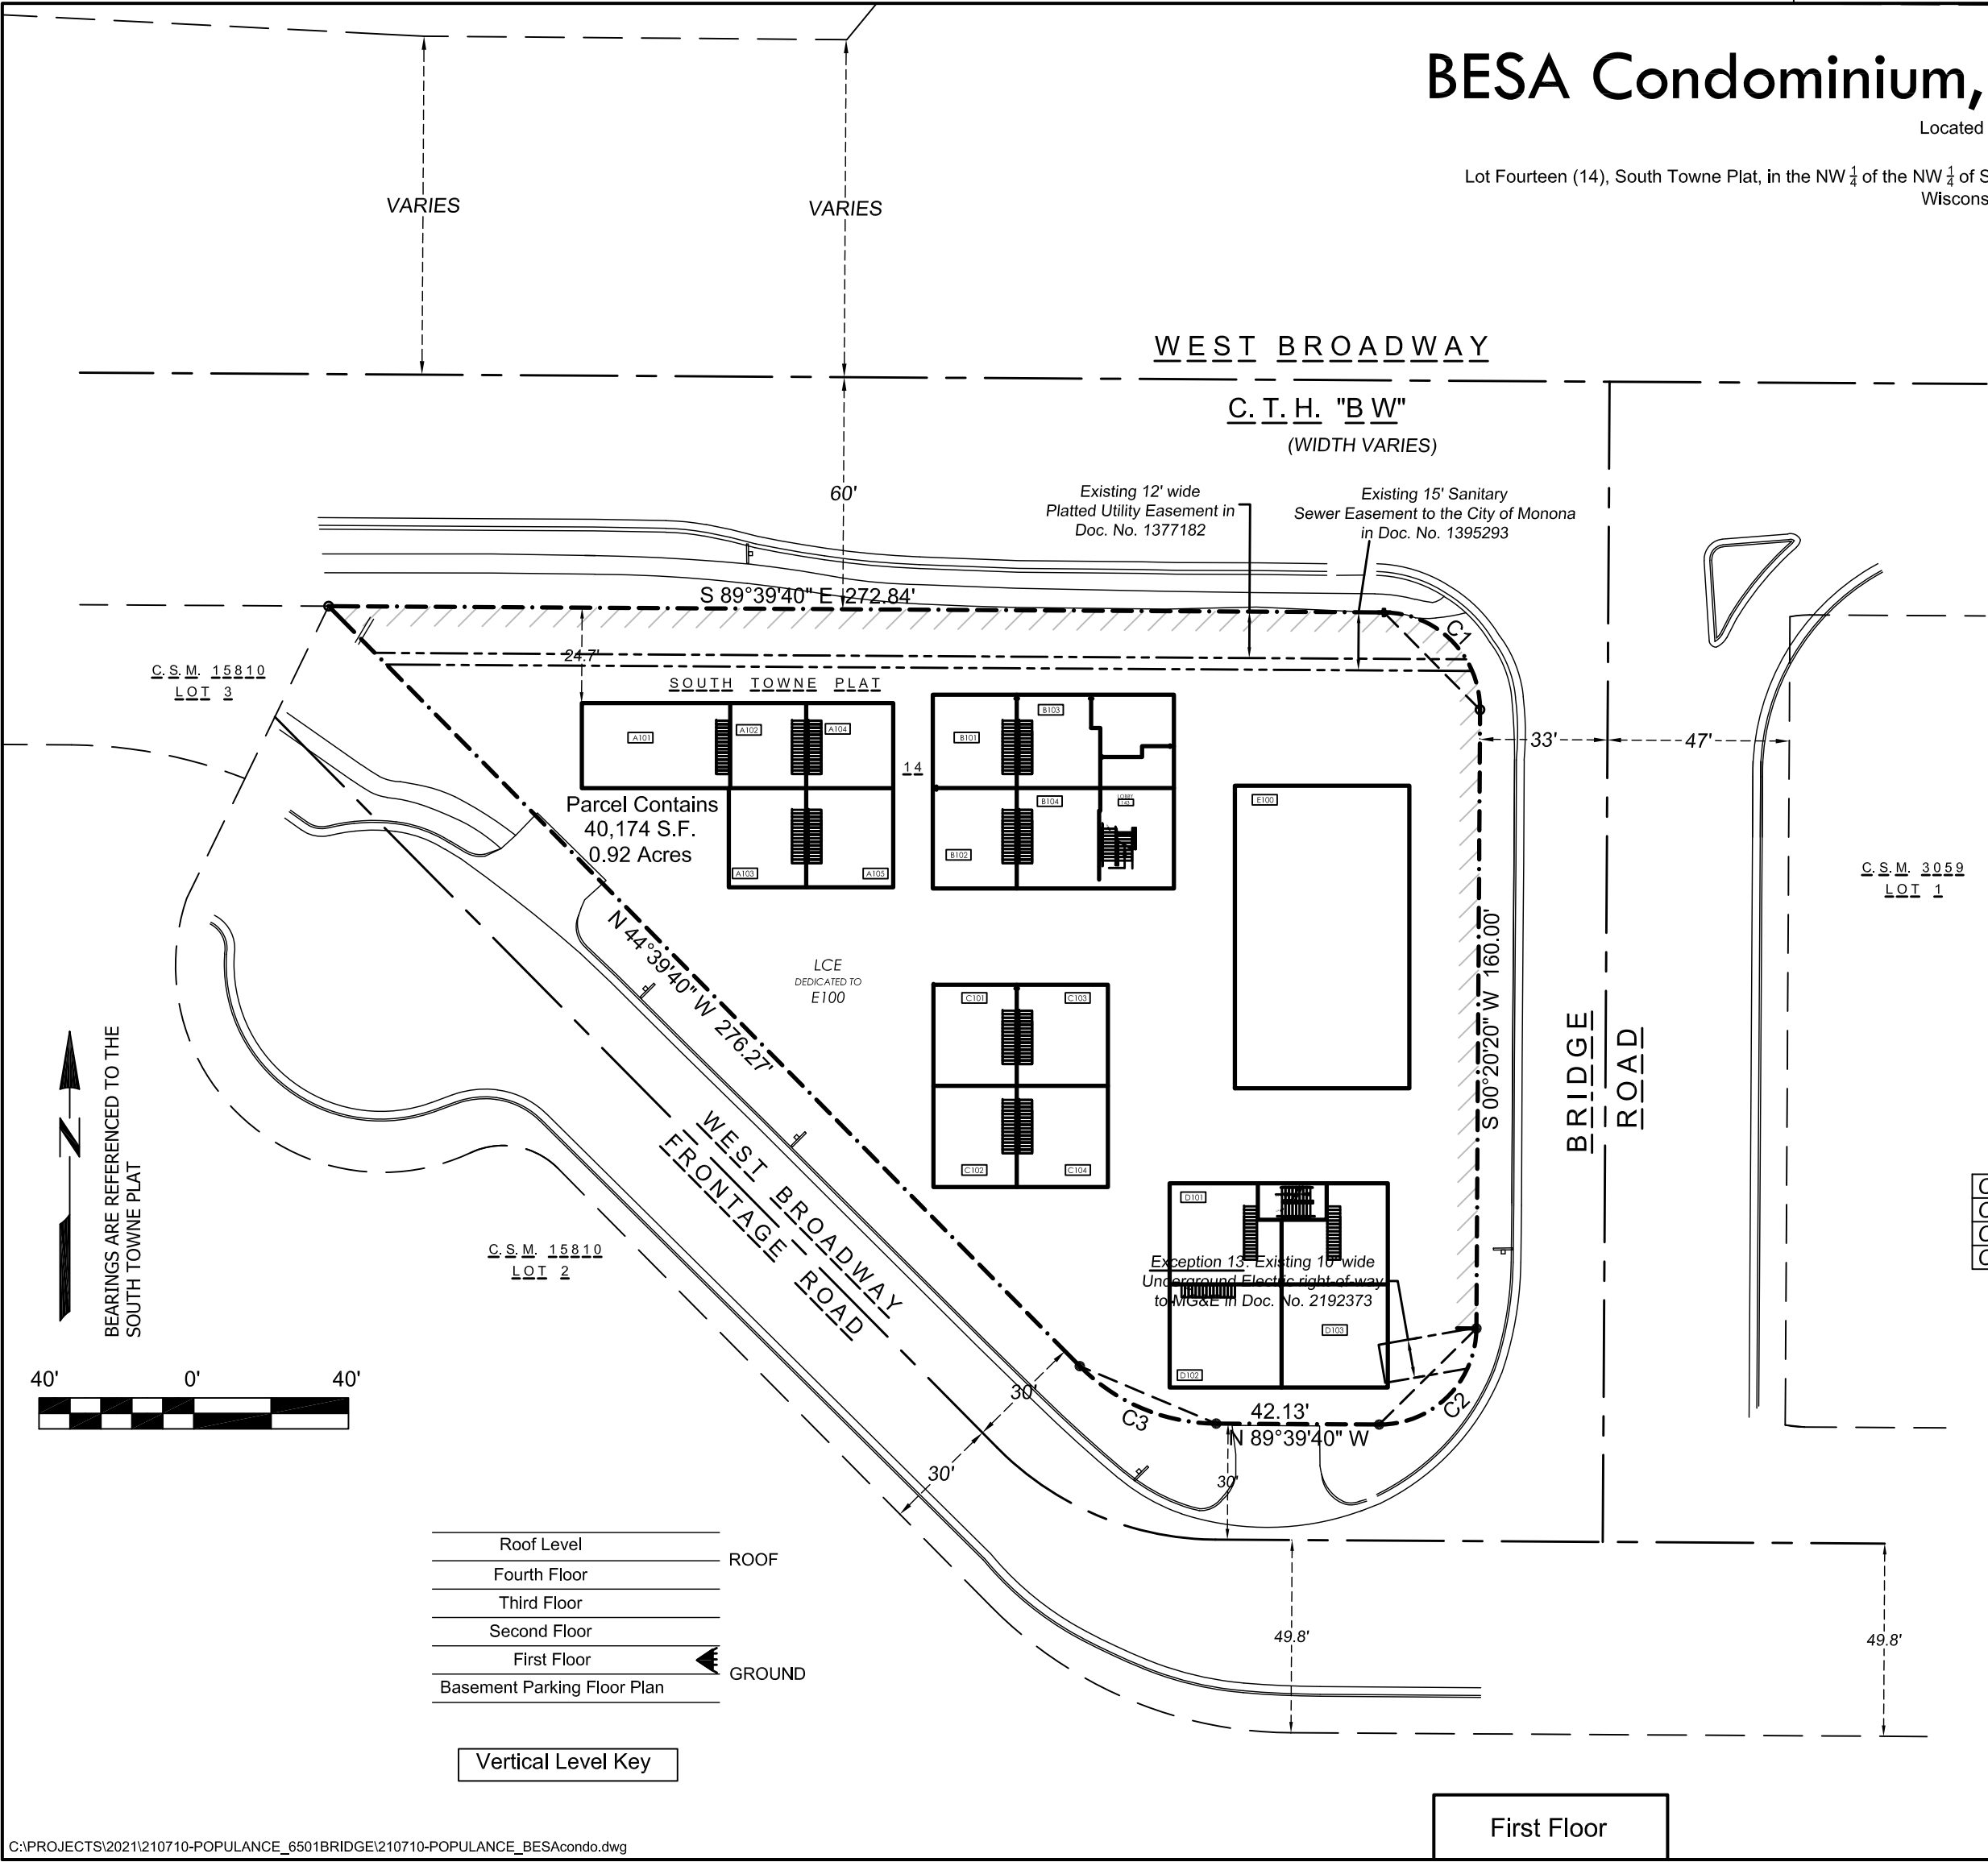 BESA Condominium,
Located
Lot Fourteen (14), South Towne Plat, in the NW 1/4 of the NW 1/4 of S
Wiscons
VARIES
VARIES
WEST BROADWAY
C. T. H. "B W"
(WIDTH VARIES)
60'
Existing 12' wide
Platted Utility Easement in
Doc. No. 1377182
Existing 15' Sanitary
Sewer Easement to the City of Monona
in Doc. No. 1395293
S 89°39'40" E 272.84'
C1
24.7'
C.S.M. 15810
LOT 3
SOUTH TOWNE PLAT
33'
47'
A101
A102
A104
14
B101
B103
Parcel Contains
40,174 S.F.
0.92 Acres
A103
A105
B102
B104
LOBBY
E100
C.S.M. 3059
LOT 1
N 44°39'40" W 276.27'
LCE
DEDICATED TO
E100
C101
C103
C102
C104
S 00°20'20" W 160.00'
BRIDGE
ROAD
N
BEARINGS ARE REFERENCED TO THE
SOUTH TOWNE PLAT
WEST BROADWAY
FRONTAGE ROAD
C.S.M. 15810
LOT 2
D101
Exception 13: Existing 10' wide
Underground Electric right-of-way
to MG&E in Doc. No. 2192373
D103
D102
C
C
C
C
40' 0' 40'
C3
42.13'
N 89°39'40" W
C2
30'
30'
30'
Roof Level
ROOF
Fourth Floor
Third Floor
Second Floor
First Floor
GROUND
Basement Parking Floor Plan
49.8'
49.8'
Vertical Level Key
First Floor
C:\PROJECTS\2021\210710-POPULANCE_6501BRIDGE\210710-POPULANCE_BESAcondo.dwg